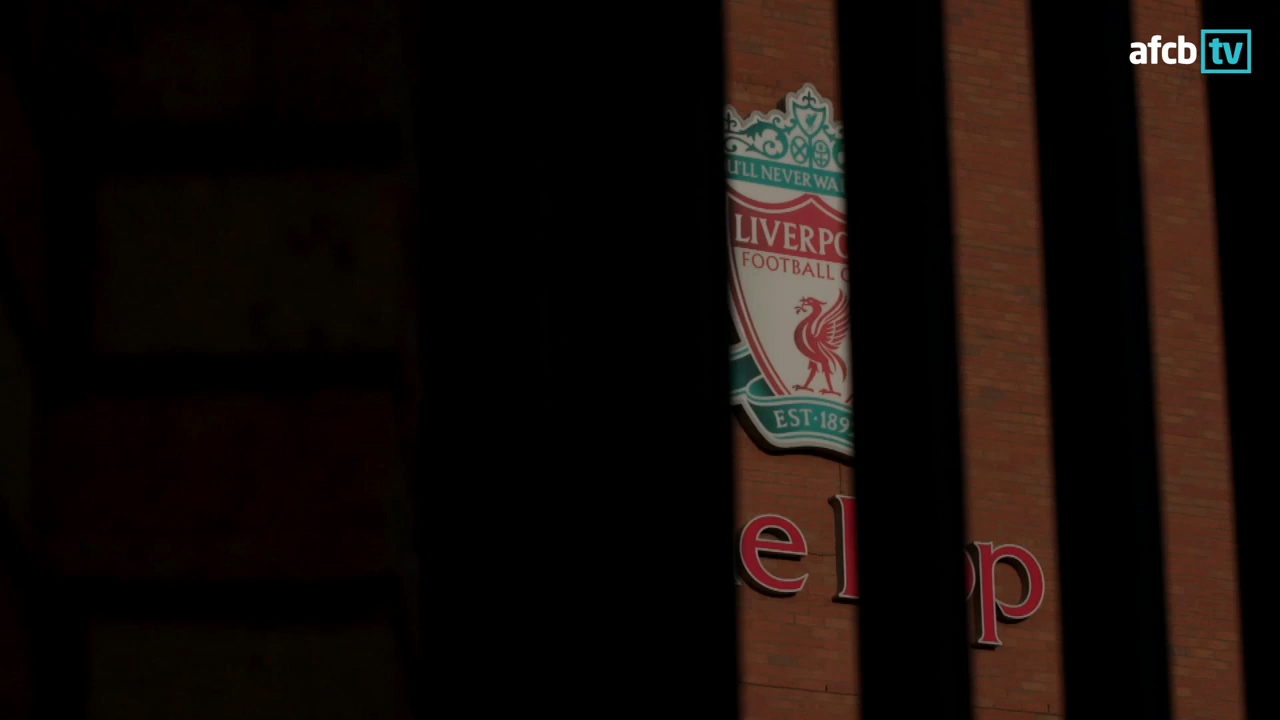 afcb tv
U'LL NEVER WA
LIVERPO
FOOTBALL C
EST·189
e K p